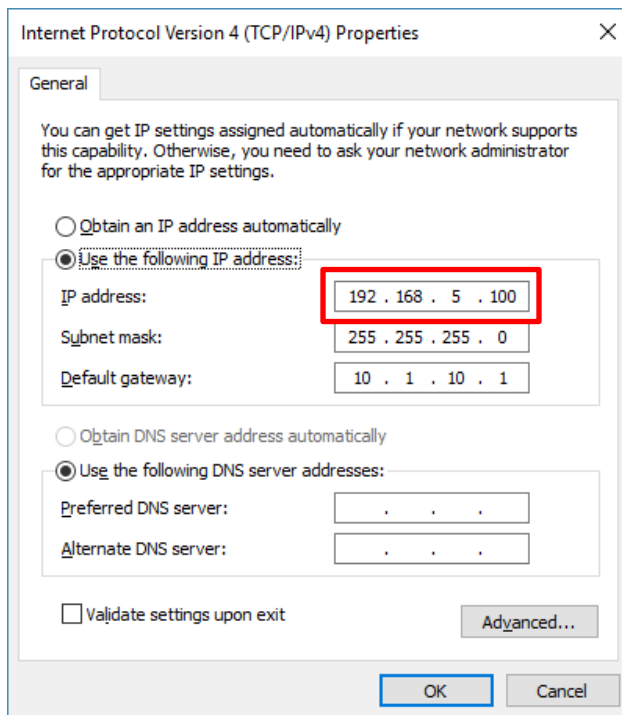 Internet Protocol Version 4 (TCP/IPv4) Properties
General
You can get IP settings assigned automatically if your network supports
this capability. Otherwise, you need to ask your network administrator
for the appropriate IP settings.
Obtain an IP address automatically
Use the following IP address:
IP address: 192 . 168 . 5 . 100
Subnet mask: 255 . 255 . 255 . 0
Default gateway: 10 . 1 . 10 . 1
Obtain DNS server address automatically
Use the following DNS server addresses:
Preferred DNS server: . . .
Alternate DNS server: . . .
Validate settings upon exit
Advanced...
OK Cancel